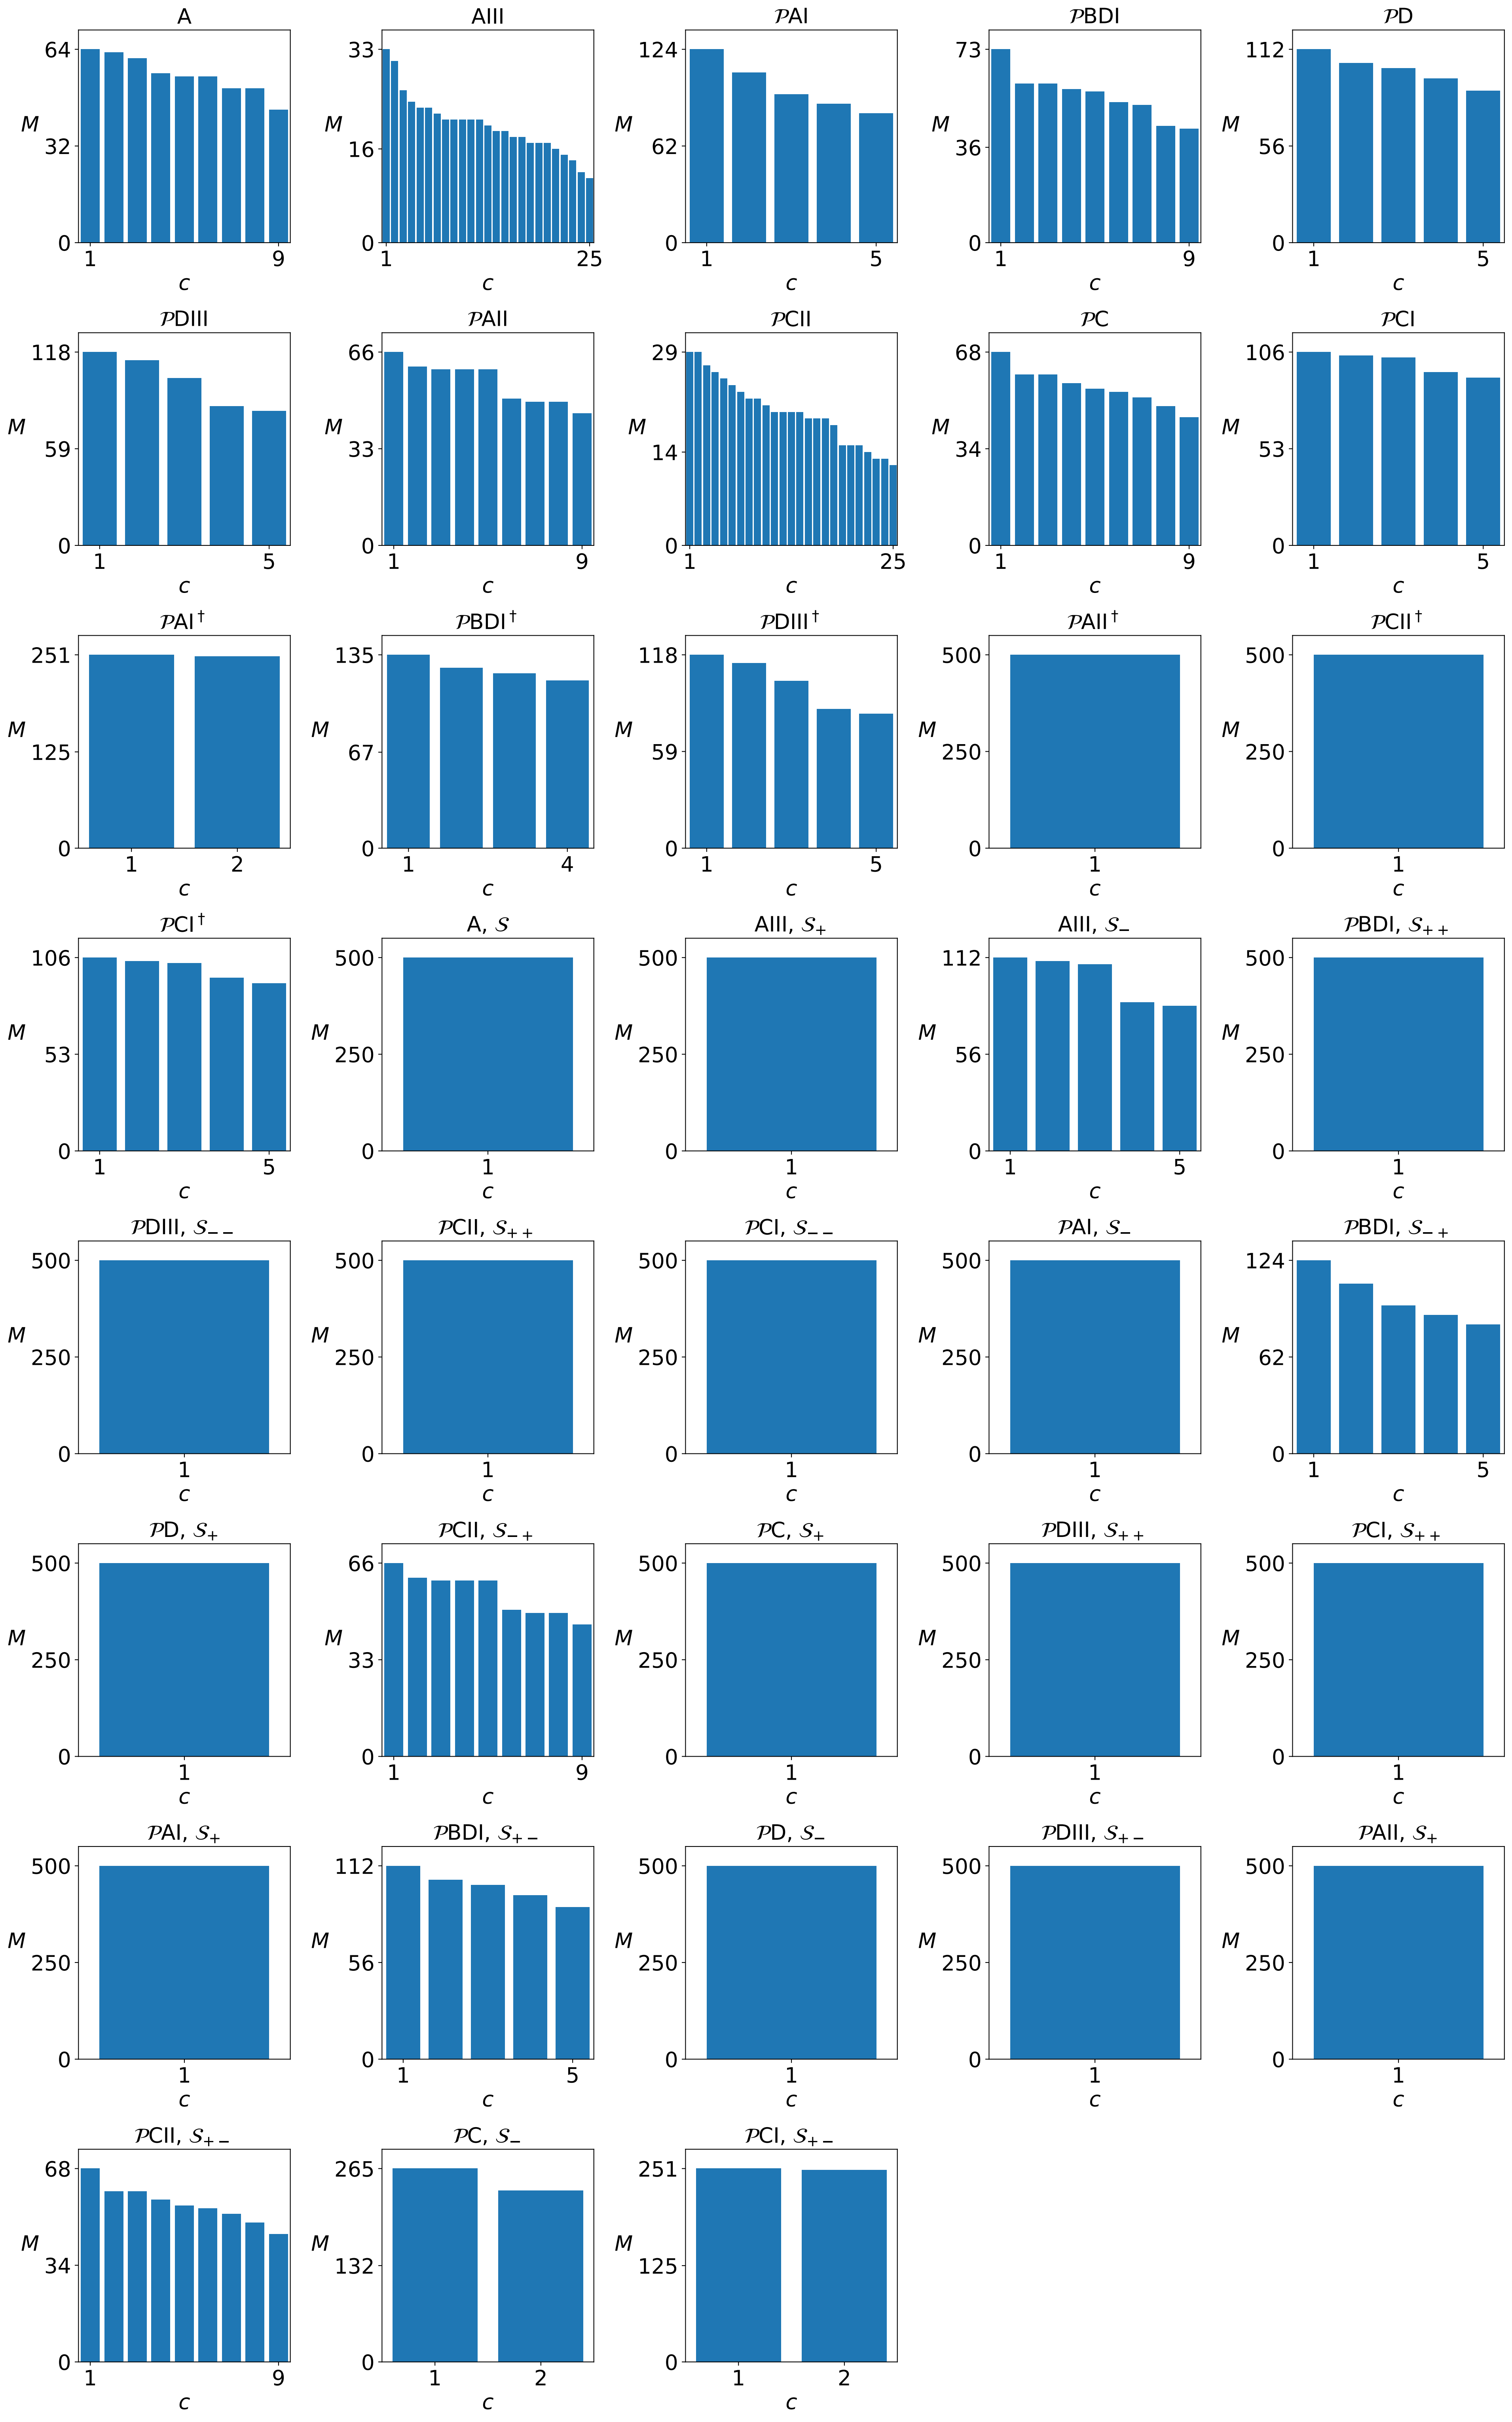 A AIII 𝒫AI 𝒫BDI 𝒫D
64 33 124 73 112
M M M M M
32 16 62 36 56
0 0 0 0 0
1 9 1 25 1 5 1 9 1 5
c c c c c
𝒫DIII 𝒫AII 𝒫CII 𝒫C 𝒫CI
118 66 29 68 106
M M M M M
59 33 14 34 53
0 0 0 0 0
1 5 1 9 1 25 1 9 1 5
c c c c c
𝒫AI† 𝒫BDI† 𝒫DIII† 𝒫AII† 𝒫CII†
251 135 118 500 500
M M M M M
125 67 59 250 250
0 0 0 0 0
1 2 1 4 1 5 1 1
c c c c c
𝒫CI† A, 𝒮 AIII, 𝒮₊ AIII, 𝒮₋ 𝒫BDI, 𝒮₊₊
106 500 500 112 500
M M M M M
53 250 250 56 250
0 0 0 0 0
1 5 1 1 1 5 1
c c c c c
𝒫DIII, 𝒮₋₋ 𝒫CII, 𝒮₊₊ 𝒫CI, 𝒮₋₋ 𝒫AI, 𝒮₋ 𝒫BDI, 𝒮₋₊
500 500 500 500 124
M M M M M
250 250 250 250 62
0 0 0 0 0
1 1 1 1 1 5
c c c c c
𝒫D, 𝒮₊ 𝒫CII, 𝒮₋₊ 𝒫C, 𝒮₊ 𝒫DIII, 𝒮₊₊ 𝒫CI, 𝒮₊₊
500 66 500 500 500
M M M M M
250 33 250 250 250
0 0 0 0 0
1 1 9 1 1 1
c c c c c
𝒫AI, 𝒮₊ 𝒫BDI, 𝒮₊₋ 𝒫D, 𝒮₋ 𝒫DIII, 𝒮₊₋ 𝒫AII, 𝒮₊
500 112 500 500 500
M M M M M
250 56 250 250 250
0 0 0 0 0
1 1 5 1 1 1
c c c c c
𝒫CII, 𝒮₊₋ 𝒫C, 𝒮₋ 𝒫CI, 𝒮₊₋
68 265 251
M M M
34 132 125
0 0 0
1 9 1 2 1 2
c c c